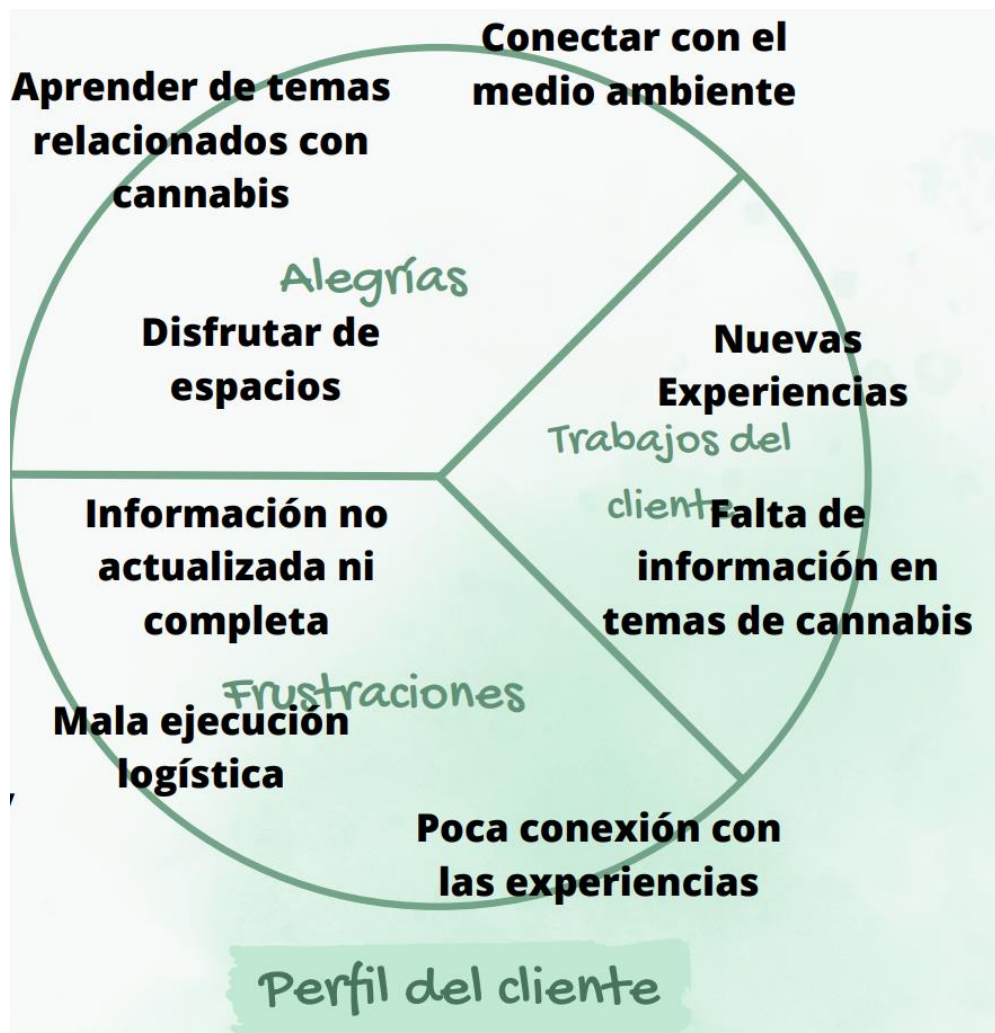 Conectar con el
medio ambiente
Aprender de temas
relacionados con
cannabis
Alegrías
Disfrutar de
espacios
Nuevas
Experiencias
Trabajos del
cliente
Falta de
información en
temas de cannabis
Información no
actualizada ni
completa
Frustraciones
Mala ejecución
logística
Poca conexión con
las experiencias
Perfil del cliente